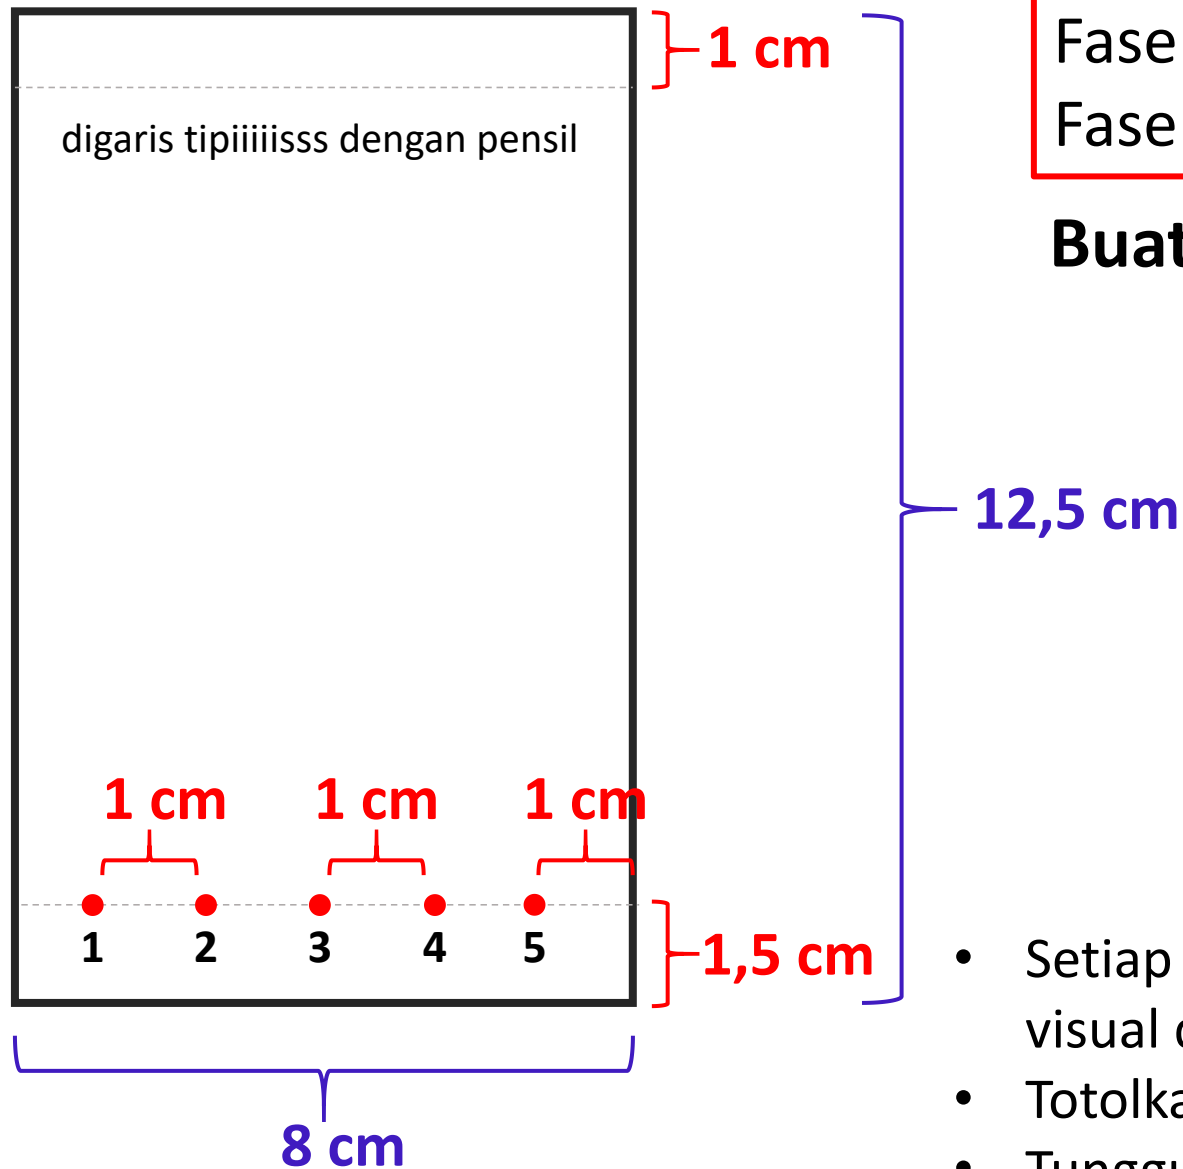 1 cm
digaris tipiiiiisss dengan pensil
Fase
Fase
Buat
12,5 cm
1 cm 1 cm 1 cm
1 2 3 4 5
1,5 cm
8 cm
• Setiap
visual
• Totolka
•